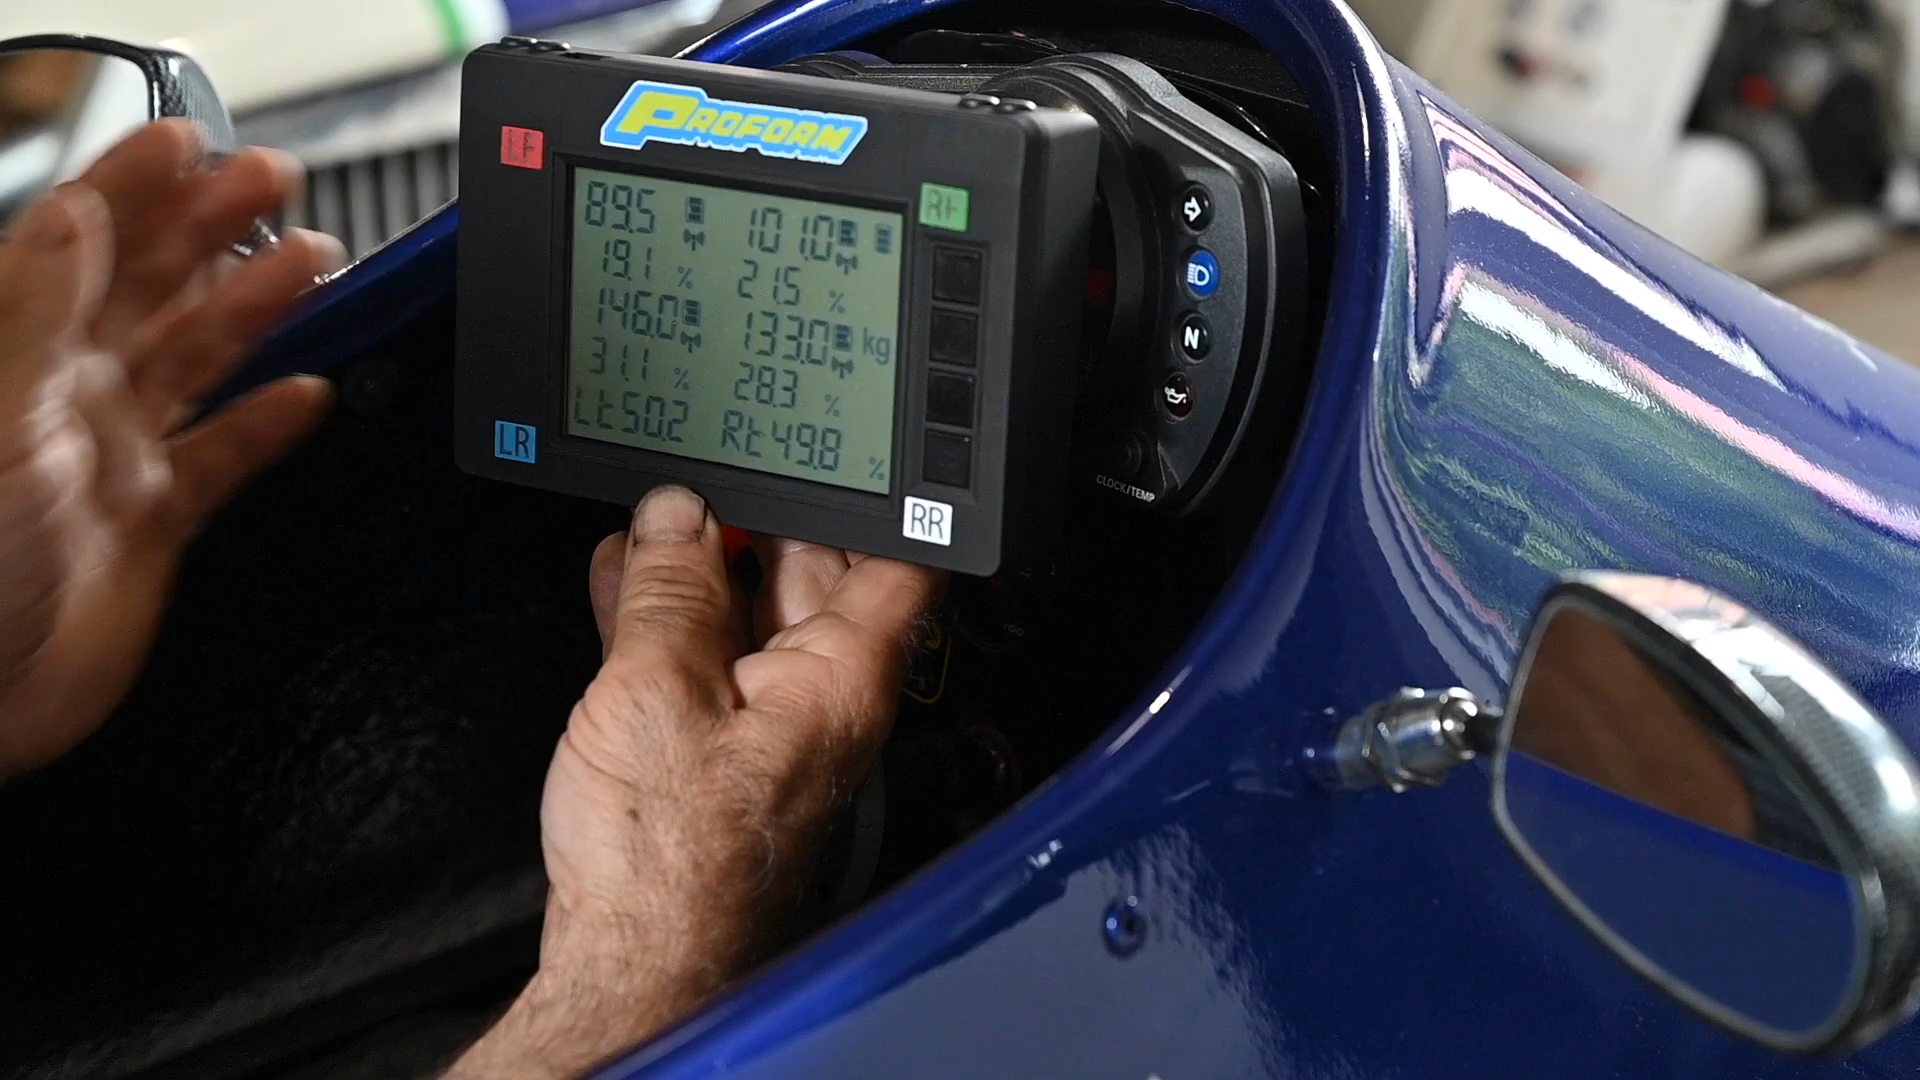 PROFORM
LF
RF
89.5 101.0
19.1 % 21.5 %
146.0 133.0 kg
31.1 % 28.3 %
Lt 50.2 Rt 49.8 %
LR
RR
N
CLOCK/TEMP